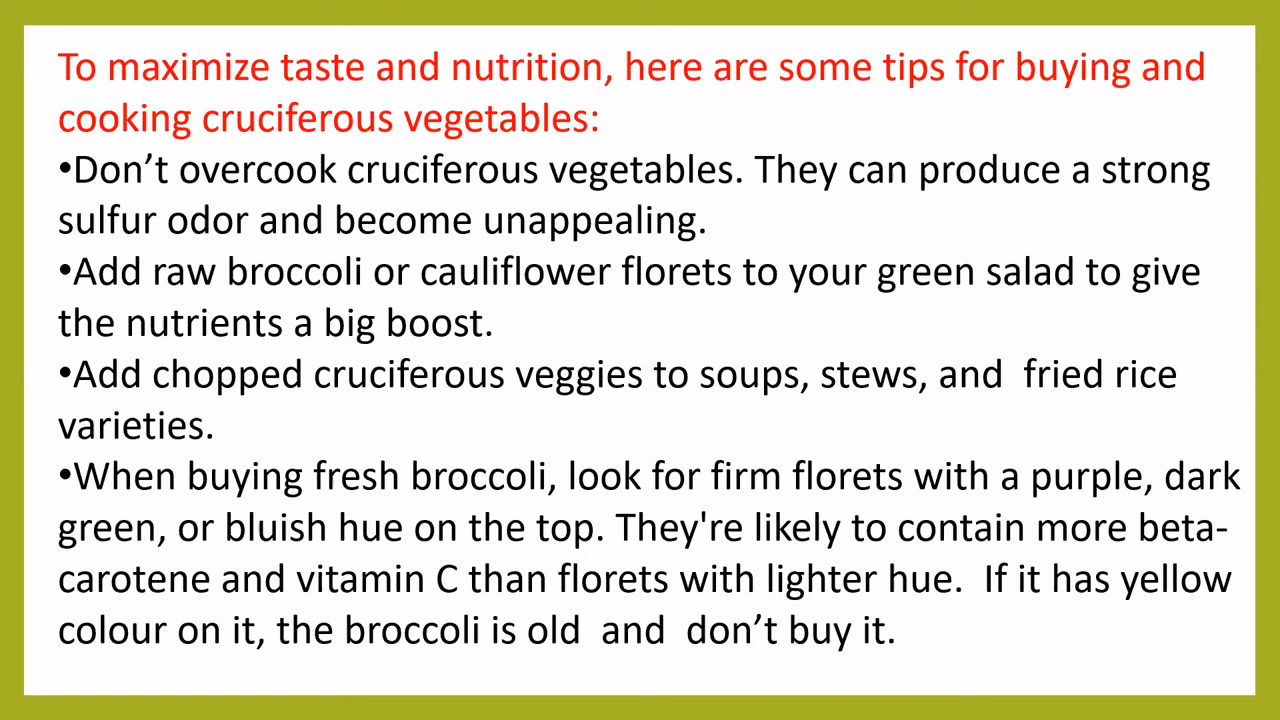 To maximize taste and nutrition, here are some tips for buying and
cooking cruciferous vegetables:
•Don’t overcook cruciferous vegetables. They can produce a strong
sulfur odor and become unappealing.
•Add raw broccoli or cauliflower florets to your green salad to give
the nutrients a big boost.
•Add chopped cruciferous veggies to soups, stews, and  fried rice
varieties.
•When buying fresh broccoli, look for firm florets with a purple, dark
green, or bluish hue on the top. They're likely to contain more beta-
carotene and vitamin C than florets with lighter hue.  If it has yellow
colour on it, the broccoli is old  and  don’t buy it.